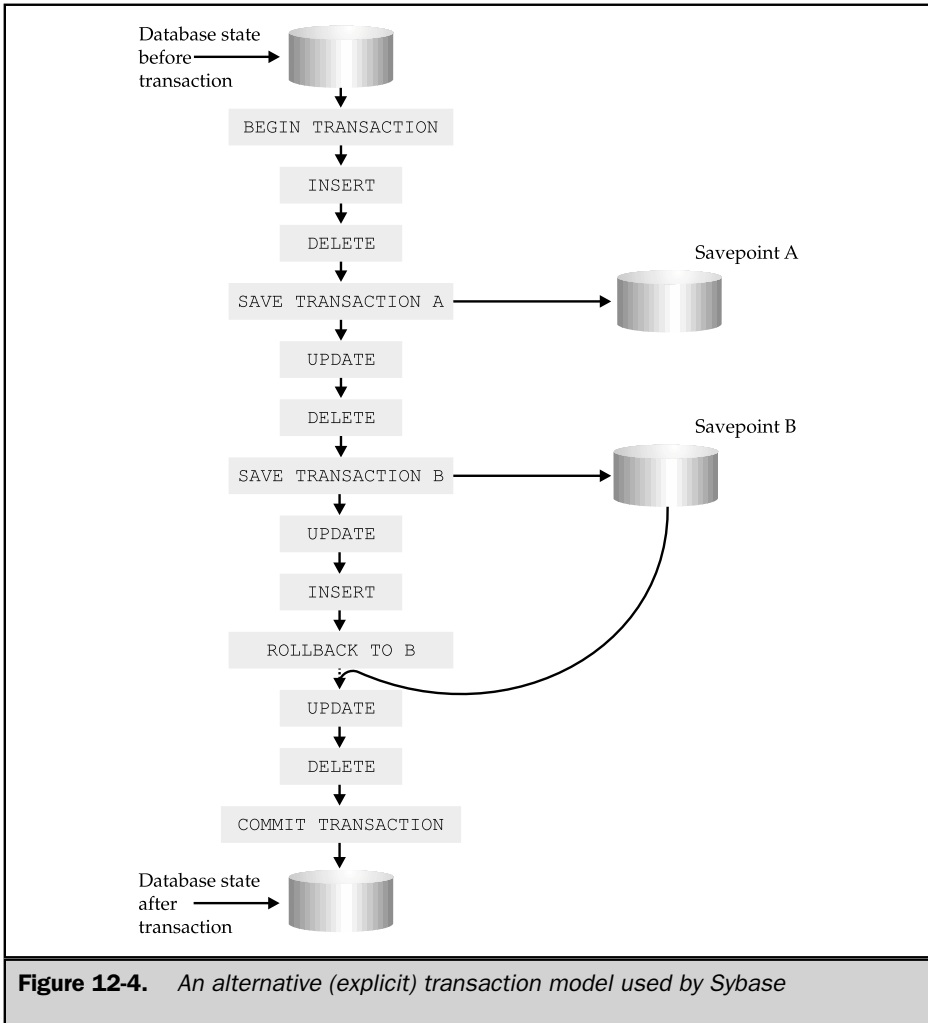 Database state
before
transaction
BEGIN TRANSACTION
INSERT
DELETE
Savepoint A
SAVE TRANSACTION A
UPDATE
DELETE
Savepoint B
SAVE TRANSACTION B
UPDATE
INSERT
ROLLBACK TO B
UPDATE
DELETE
COMMIT TRANSACTION
Database state
after
transaction
Figure 12-4. An alternative (explicit) transaction model used by Sybase